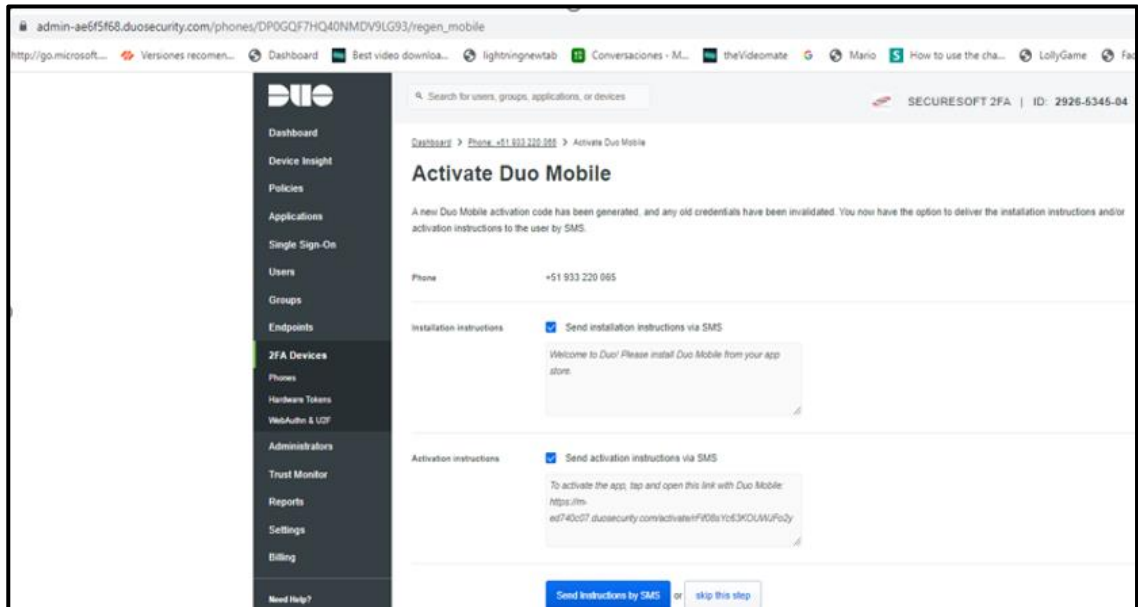 admin-ae6f5f68.duosecurity.com/phones/DP0GQF7HQ40NMDV9LG93/regen_mobile
http://go.microsoft.... Versiones recomen... Dashboard Best video downloa... lightningnewtab Conversaciones - M... theVideomate G Mario How to use the cha... LollyGame Fac
DUO
Search for users, groups, applications, or devices
SECURESOFT 2FA | ID: 2926-5345-04
Dashboard
Device Insight
Policies
Applications
Single Sign-On
Users
Groups
Endpoints
2FA Devices
Phones
Hardware Tokens
WebAuthn & U2F
Administrators
Trust Monitor
Reports
Settings
Billing
Need Help?
Dashboard > Phone: +51 933 220 065 > Activate Duo Mobile
Activate Duo Mobile
A new Duo Mobile activation code has been generated, and any old credentials have been invalidated. You now have the option to deliver the installation instructions and/or
activation instructions to the user by SMS.
Phone
+51 933 220 065
Installation instructions
Send installation instructions via SMS
Welcome to Duo! Please install Duo Mobile from your app
store.
Activation instructions
Send activation instructions via SMS
To activate the app, tap and open this link with Duo Mobile:
https://m-
Send Instructions by SMS or skip this step